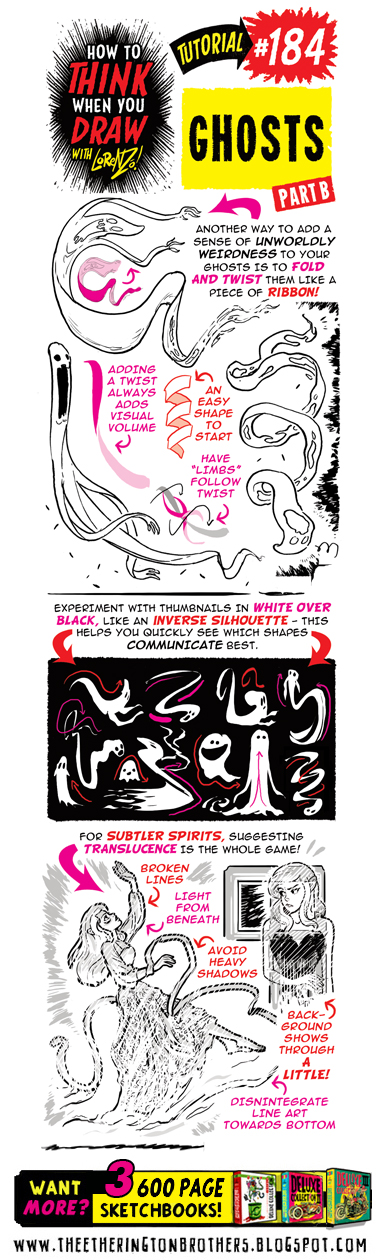 HOW TO
THINK
WHEN YOU
DRAW
WITH LORENZO!
TUTORIAL #184
GHOSTS
PART B
ANOTHER WAY TO ADD A
SENSE OF UNWORLDLY
WEIRDNESS TO YOUR
GHOSTS IS TO FOLD
AND TWIST THEM LIKE A
PIECE OF RIBBON!
ADDING
A TWIST
ALWAYS
ADDS
VISUAL
VOLUME
AN
EASY
SHAPE
TO
START
HAVE
"LIMBS"
FOLLOW
TWIST
EXPERIMENT WITH THUMBNAILS IN WHITE OVER
BLACK, LIKE AN INVERSE SILHOUETTE - THIS
HELPS YOU QUICKLY SEE WHICH SHAPES
COMMUNICATE BEST.
FOR SUBTLER SPIRITS, SUGGESTING
TRANSLUCENCE IS THE WHOLE GAME!
BROKEN
LINES
LIGHT
FROM
BENEATH
AVOID
HEAVY
SHADOWS
BACK-
GROUND
SHOWS
THROUGH
A
LITTLE!
DISNINTEGRATE
LINE ART
TOWARDS BOTTOM
WANT
MORE?
3 600 PAGE
SKETCHBOOKS!
WWW.THEETHERINGTONBROTHERS.BLOGSPOT.COM